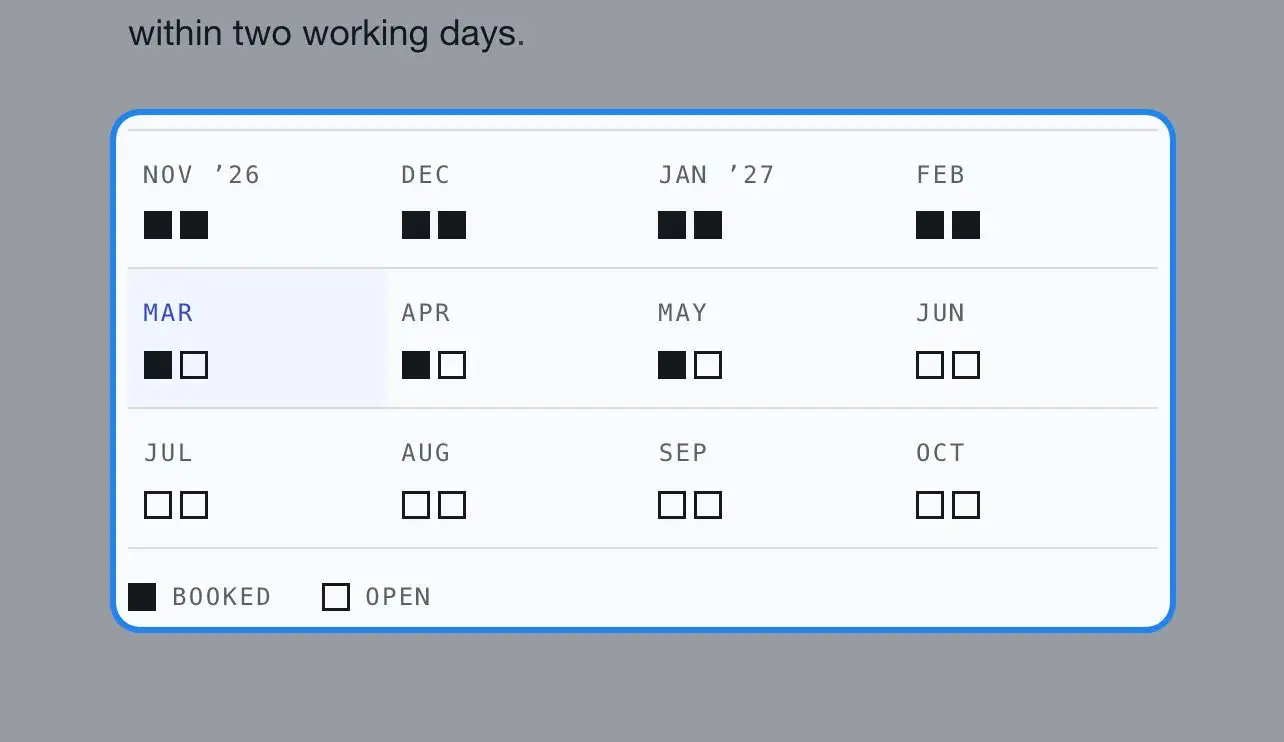 within two working days.
NOV ’26 DEC JAN ’27 FEB
MAR APR MAY JUN
JUL AUG SEP OCT
BOOKED OPEN